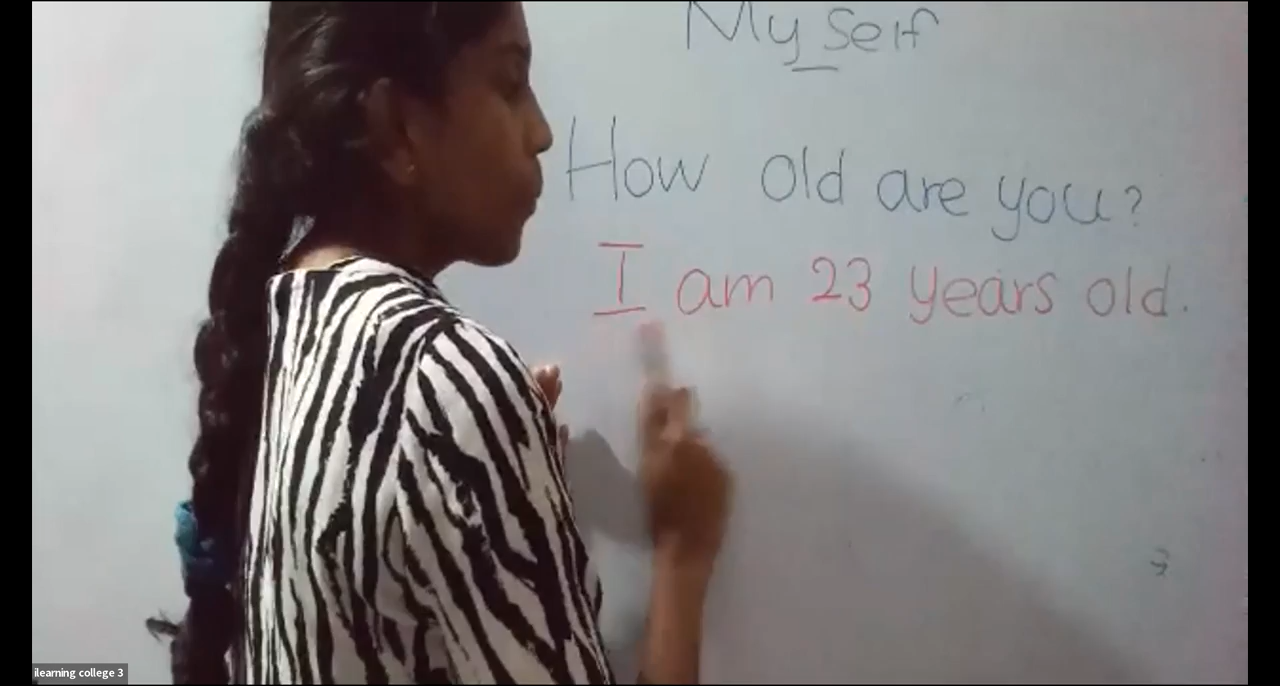 My Self
How old are you?
I am 23 years old.
ilearning college 3